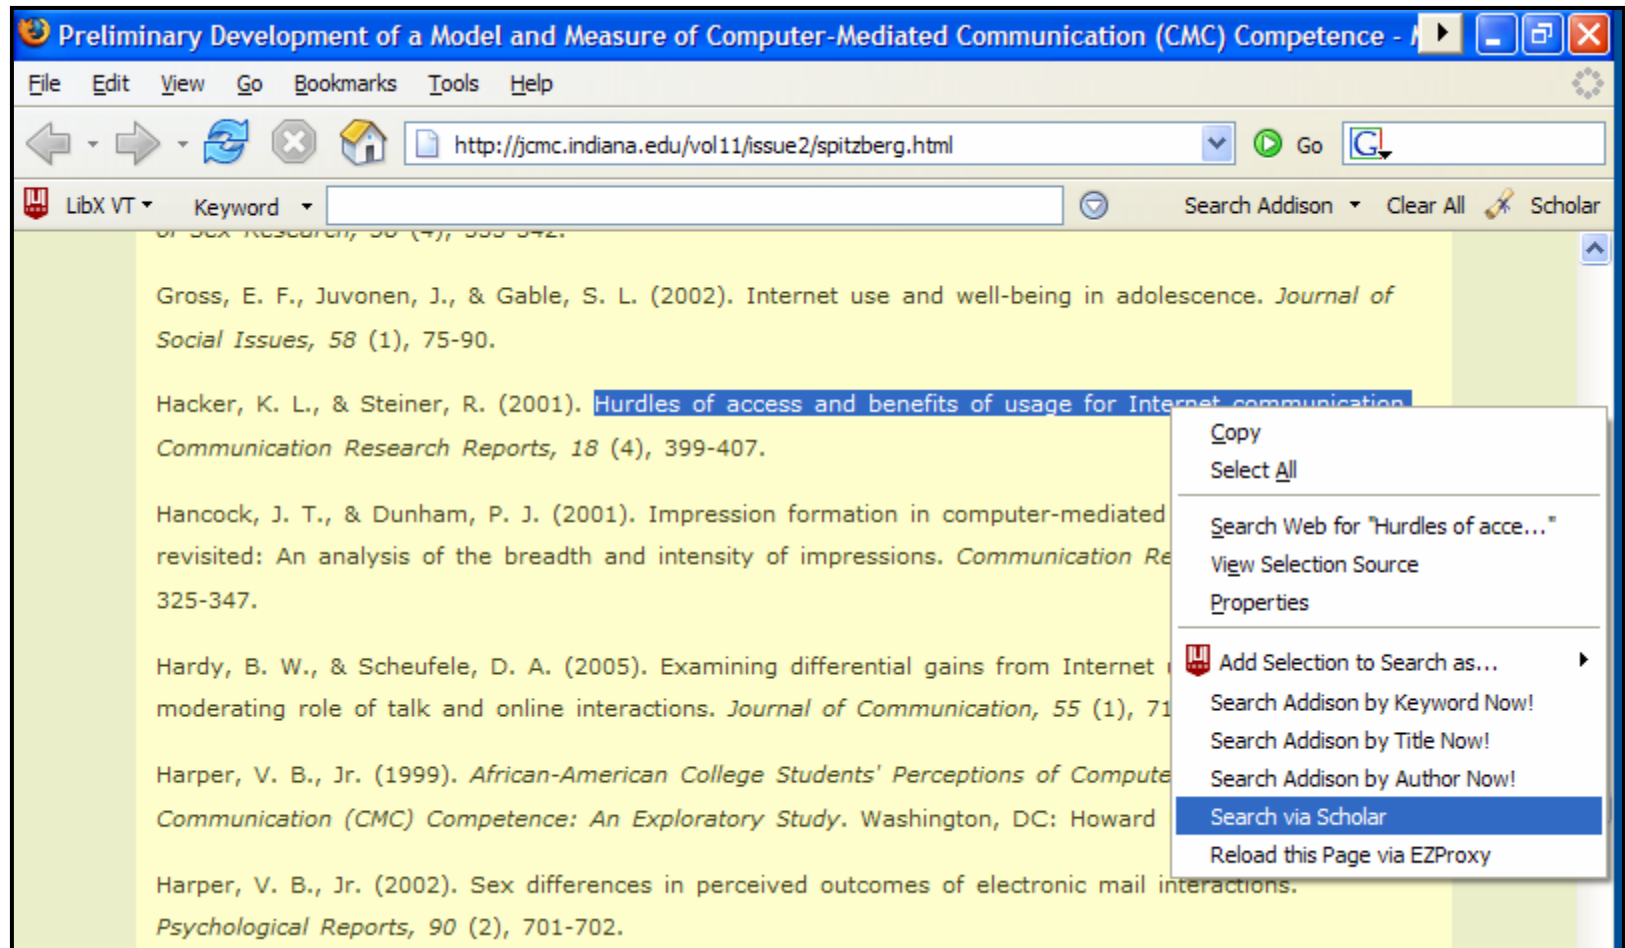 Preliminary Development of a Model and Measure of Computer-Mediated Communication (CMC) Competence -
File Edit View Go Bookmarks Tools Help
http://jcmc.indiana.edu/vol11/issue2/spitzberg.html Go G
LibX VT Keyword Search Addison Clear All Scholar
of Sex Research, 38 (4), 333-342.
Gross, E. F., Juvonen, J., & Gable, S. L. (2002). Internet use and well-being in adolescence. Journal of
Social Issues, 58 (1), 75-90.
Hacker, K. L., & Steiner, R. (2001). Hurdles of access and benefits of usage for Internet communication.
Communication Research Reports, 18 (4), 399-407.
Hancock, J. T., & Dunham, P. J. (2001). Impression formation in computer-mediated
revisited: An analysis of the breadth and intensity of impressions. Communication Re
325-347.
Hardy, B. W., & Scheufele, D. A. (2005). Examining differential gains from Internet
moderating role of talk and online interactions. Journal of Communication, 55 (1), 71
Harper, V. B., Jr. (1999). African-American College Students' Perceptions of Compute
Communication (CMC) Competence: An Exploratory Study. Washington, DC: Howard
Harper, V. B., Jr. (2002). Sex differences in perceived outcomes of electronic mail interactions.
Psychological Reports, 90 (2), 701-702.
Copy
Select All
Search Web for "Hurdles of acce..."
View Selection Source
Properties
Add Selection to Search as...
Search Addison by Keyword Now!
Search Addison by Title Now!
Search Addison by Author Now!
Search via Scholar
Reload this Page via EZProxy